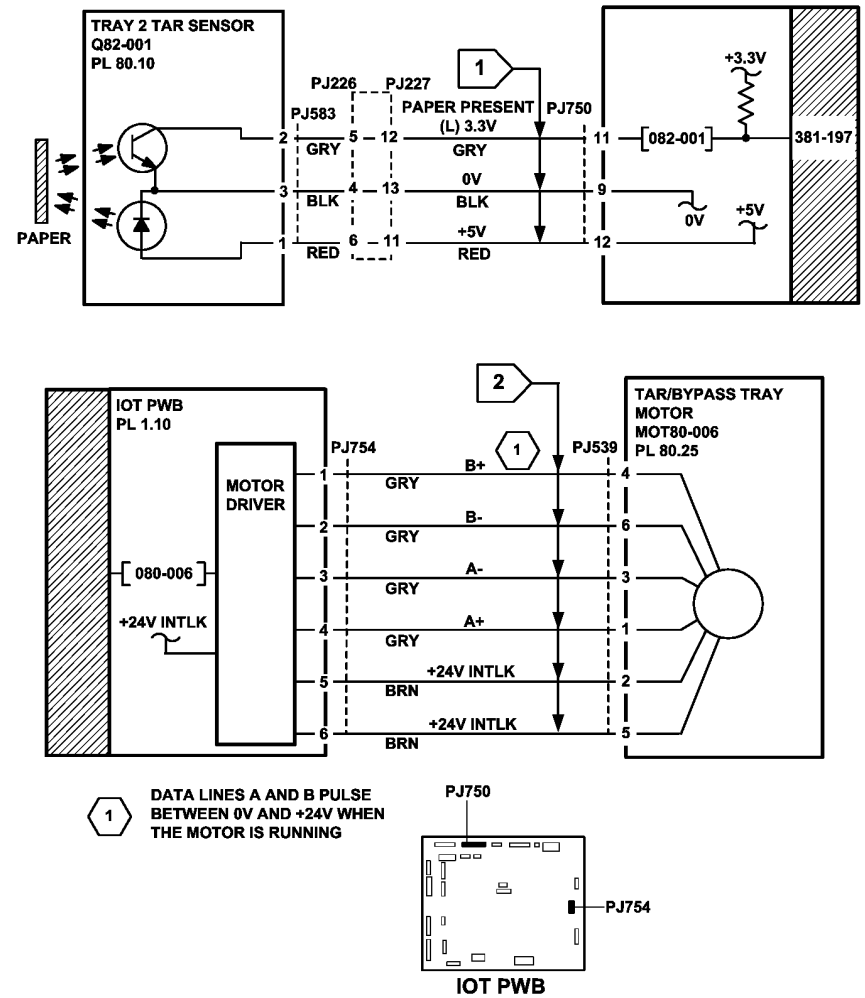 TRAY 2 TAR SENSOR
Q82-001
PL 80.10
PJ583
PJ226
PJ227
1
PAPER PRESENT
(L) 3.3V
PJ750
+3.3V
2
GRY
5
12
GRY
11
082-001
381-197
3
BLK
4
13
0V
BLK
9
0V
+5V
1
RED
6
11
+5V
RED
12
PAPER
IOT PWB
PL 1.10
PJ754
2
1
PJ539
TAR/BYPASS TRAY
MOTOR
MOT80-006
PL 80.25
MOTOR
DRIVER
080-006
+24V INTLK
1
GRY
B+
4
2
GRY
B-
6
3
GRY
A-
3
4
GRY
A+
1
5
BRN
+24V INTLK
2
6
BRN
+24V INTLK
5
1
DATA LINES A AND B PULSE
BETWEEN 0V AND +24V WHEN
THE MOTOR IS RUNNING
PJ750
PJ754
IOT PWB